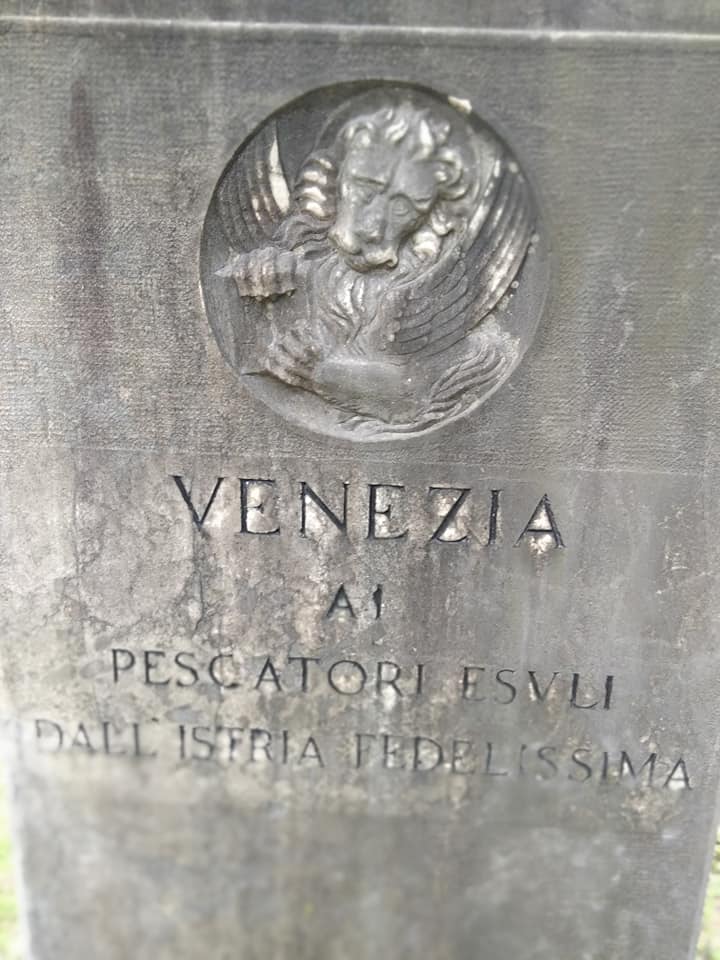 VENEZIA
AI
PESCATORI ESVLI
DALL'ISTRIA FEDELISSIMA